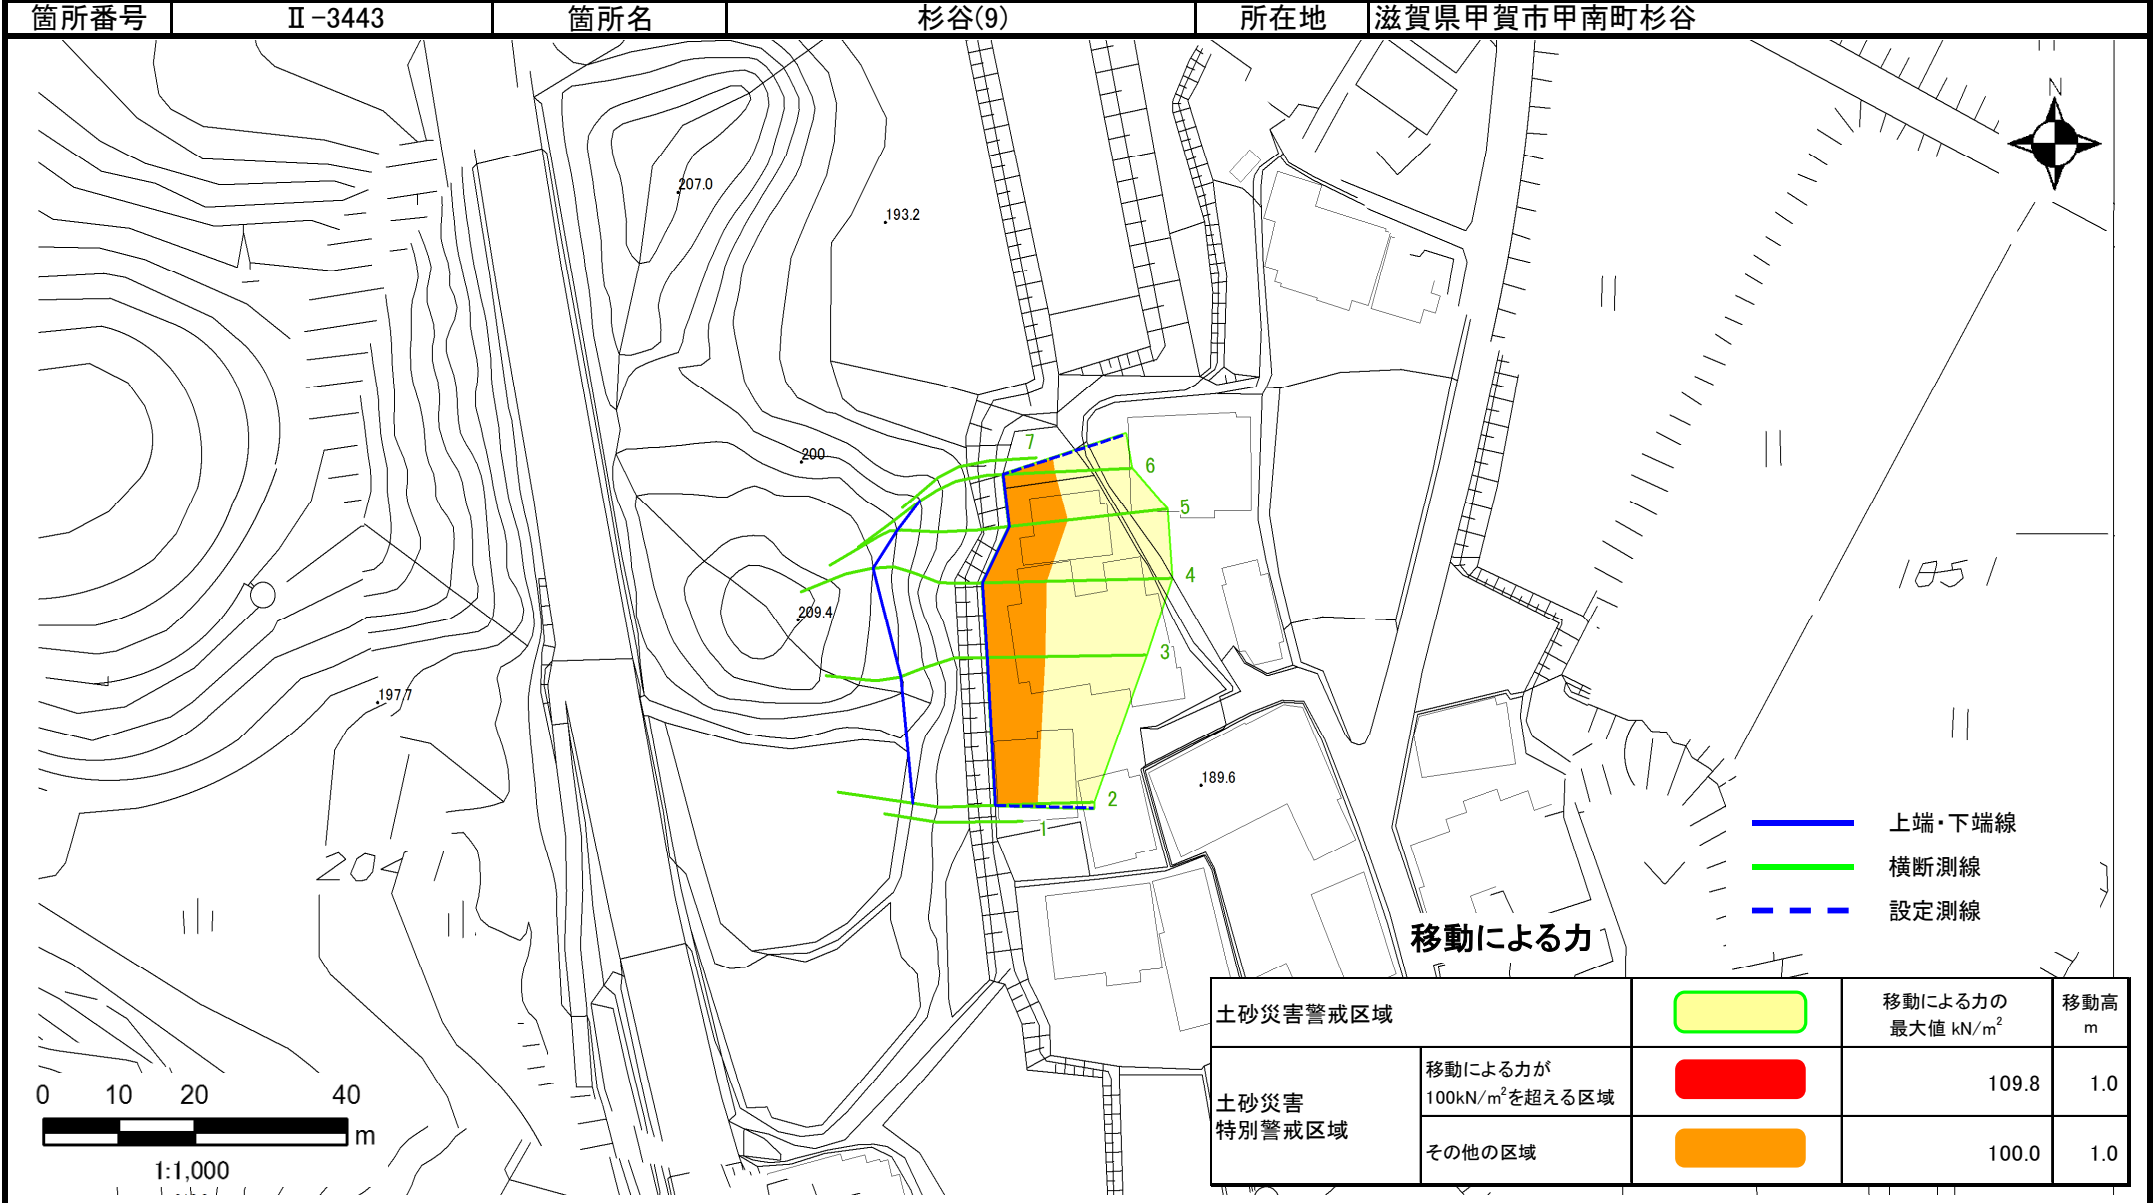 箇所番号 Ⅱ-3443 箇所名 杉谷(9) 所在地 滋賀県甲賀市甲南町杉谷
N
207.0
193.2
7
200
6
5
185
4
209.4
3
197.7
189.6
2
1
204
上端・下端線
横断測線
設定測線
移動による力
土砂災害警戒区域
移動による力の
最大値 kN/m²
移動高
m
土砂災害
特別警戒区域
移動による力が
100kN/m²を超える区域
109.8 1.0
その他の区域
100.0 1.0
0 10 20 40
m
1:1,000